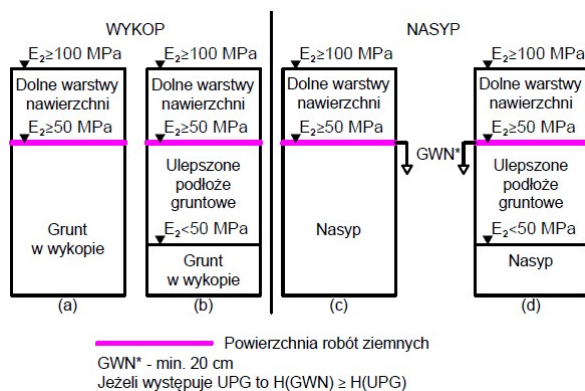 WYKOP
NASYP
E₂≥100 MPa
E₂≥100 MPa
E₂≥100 MPa
E₂≥100 MPa
Dolne warstwy
nawierzchni
Dolne warstwy
nawierzchni
Dolne warstwy
nawierzchni
Dolne warstwy
nawierzchni
E₂≥50 MPa
E₂≥50 MPa
E₂≥50 MPa
E₂≥50 MPa
GWN*
Grunt
w wykopie
Ulepszone
podłoże
gruntowe
Nasyp
Ulepszone
podłoże
gruntowe
E₂<50 MPa
E₂<50 MPa
Grunt
w wykopie
Nasyp
(a)
(b)
(c)
(d)
Powierzchnia robót ziemnych
GWN* - min. 20 cm
Jeżeli występuje UPG to H(GWN) ≥ H(UPG)